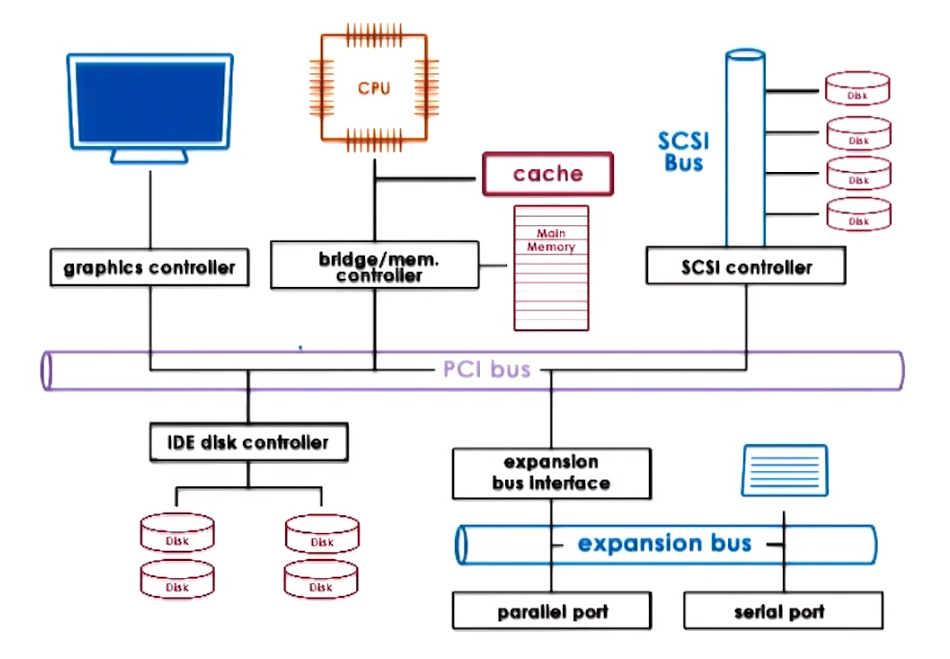 CPU
SCSI
Bus
Disk
Disk
Disk
Disk
cache
Main
Memory
graphics controller
bridge/mem.
controller
SCSI controller
PCI bus
IDE disk controller
expansion
bus interface
Disk
Disk
Disk
Disk
expansion bus
parallel port
serial port